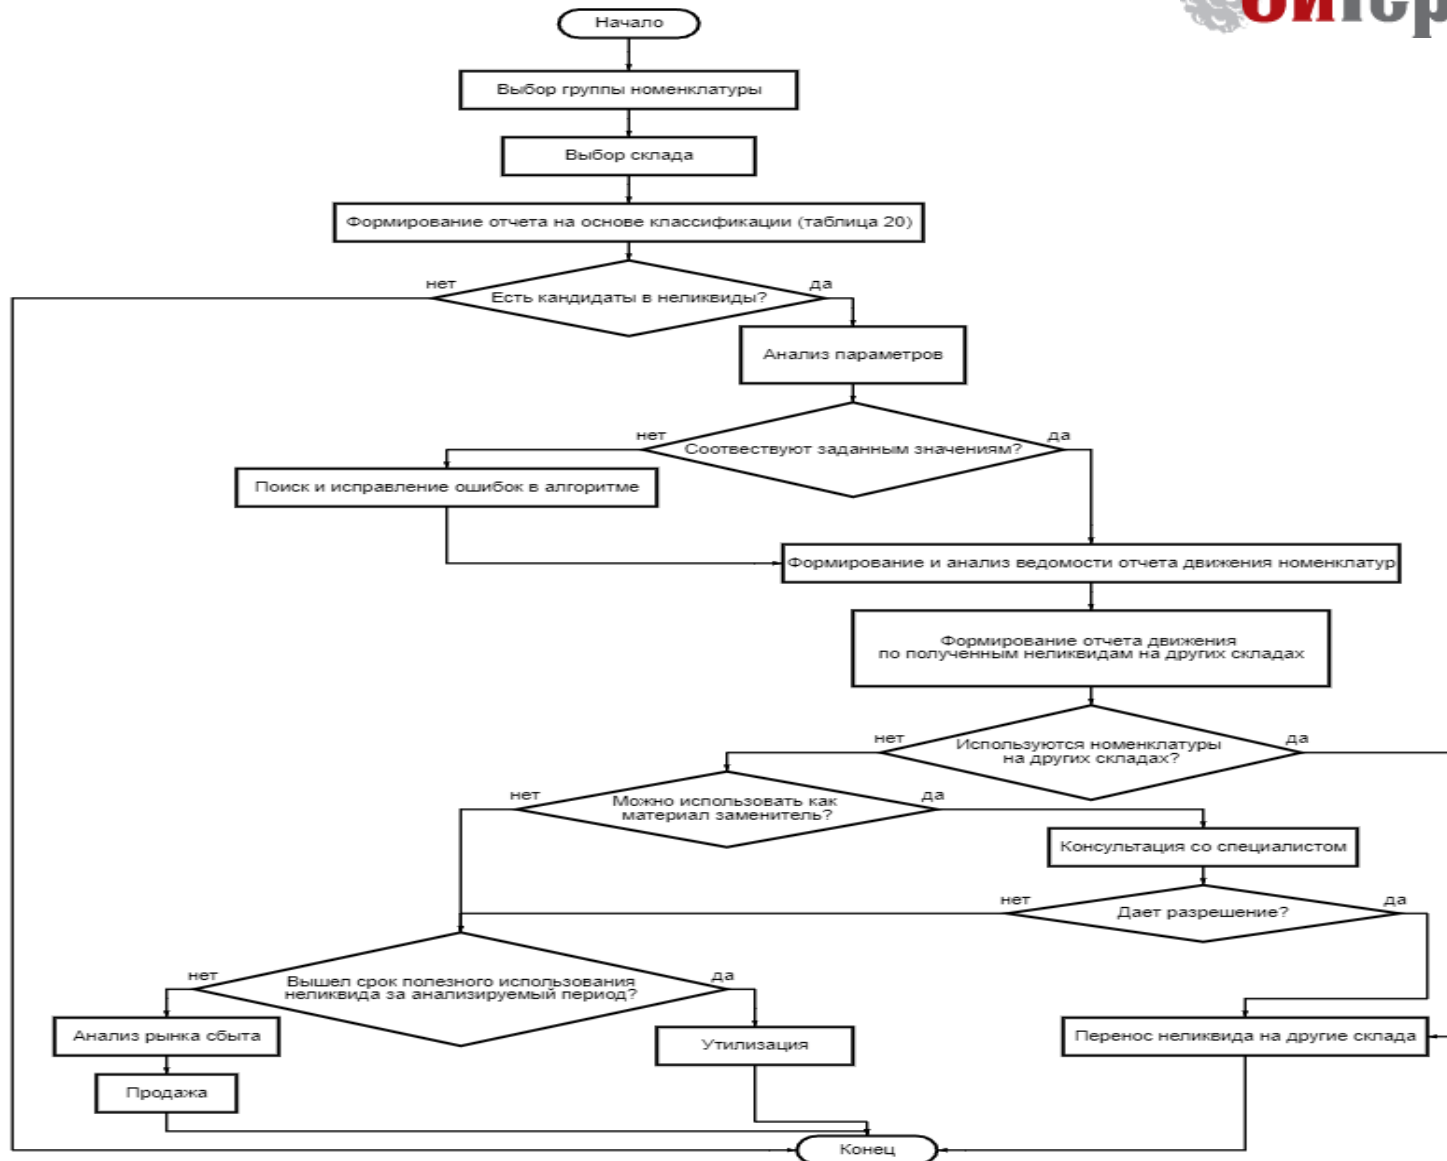 Начало
Выбор группы номенклатуры
Выбор склада
Формирование отчета на основе классификации (таблица 20)
нет
да
Есть кандидаты в неликвиды?
Анализ параметров
нет
да
Соотвествуют заданным значениям?
Поиск и исправление ошибок в алгоритме
Формирование и анализ ведомости отчета движения номенклатур
Формирование отчета движения
по полученным неликвидам на других складах
нет
да
Используются номенклатуры
на других складах?
нет
да
Можно использовать как
материал заменитель?
Консультация со специалистом
нет
да
Дает разрешение?
нет
да
Вышел срок полезного использования
неликвида за анализируемый период?
Анализ рынка сбыта
Утилизация
Перенос неликвида на другие склада
Продажа
Конец